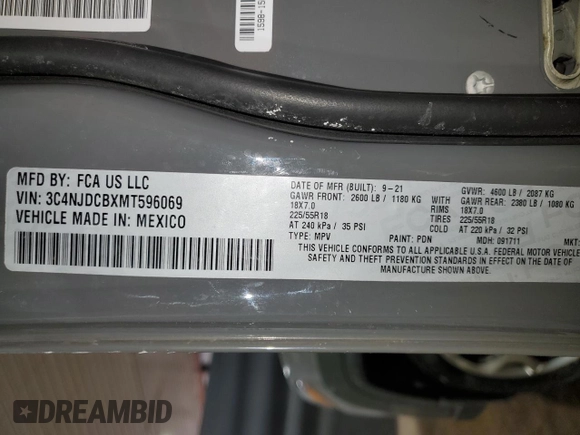 1598-15
MFD BY: FCA US LLC
VIN: 3C4NJDCBXMT596069
VEHICLE MADE IN: MEXICO
DATE OF MFR (BUILT): 9-21 GVWR: 4600 LB / 2087 KG
GAWR FRONT: 2600 LB / 1180 KG WITH GAWR REAR: 2380 LB / 1080 KG
18X7.0 RIMS 18X7.0
225/55R18 225/55R18
AT 240 kPa / 35 PSI AT 220 kPa / 32 PSI
TYPE: MPV PAINT: PDN MDH: 091711 MKT:
THIS VEHICLE CONFORMS TO ALL APPLICABLE U.S.A. FEDERAL MOTOR VEHICLE
SAFETY AND THEFT PREVENTION STANDARDS IN EFFECT ON THE DATE OF
MANUFACTURE SHOWN ABOVE.
DREAMBID